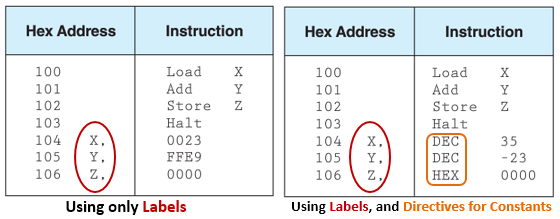 Hex Address Instruction
100 Load X
101 Add Y
102 Store Z
103 Halt
104 X, 0023
105 Y, FFE9
106 Z, 0000
Using only Labels
Hex Address Instruction
100 Load X
101 Add Y
102 Store Z
103 Halt
104 X, DEC 35
105 Y, DEC -23
106 Z, HEX 0000
Using Labels, and Directives for Constants